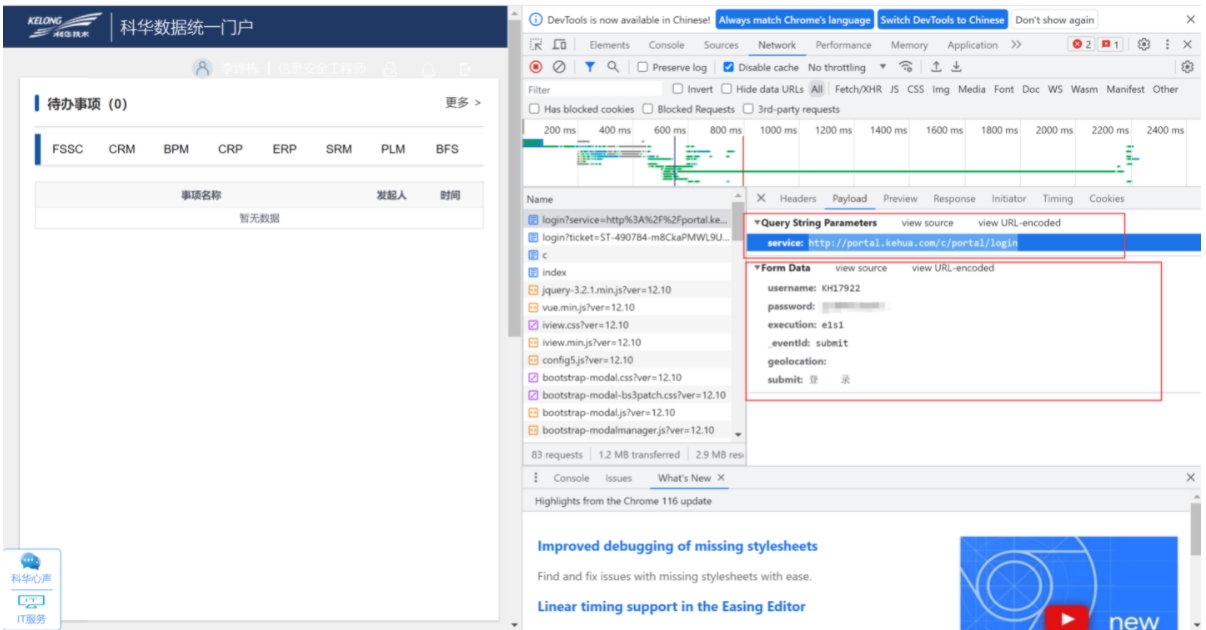 KELONG 科华技术 科华数据统一门户
待办事项 (0) 更多 >
FSSC CRM BPM CRP ERP SRM PLM BFS
事项名称 发起人 时间
暂无数据
科华心声
IT服务
DevTools is now available in Chinese! Always match Chrome's language Switch DevTools to Chinese Don't show again
Elements Console Sources Network Performance Memory Application 2 1
Preserve log Disable cache No throttling
Filter Invert Hide data URLs All Fetch/XHR JS CSS Img Media Font Doc WS Wasm Manifest Other
Has blocked cookies Blocked Requests 3rd-party requests
200 ms 400 ms 600 ms 800 ms 1000 ms 1200 ms 1400 ms 1600 ms 1800 ms 2000 ms 2200 ms 2400 ms
Name
login?service=http%3A%2F%2Fportal.ke...
login?ticket=ST-490784-m8CkaPMWL9U...
c
index
jquery-3.2.1.min.js?ver=12.10
vue.min.js?ver=12.10
iview.css?ver=12.10
iview.min.js?ver=12.10
config5.js?ver=12.10
bootstrap-modal.css?ver=12.10
bootstrap-modal-bs3patch.css?ver=12.10
bootstrap-modal.js?ver=12.10
bootstrap-modalmanager.js?ver=12.10
83 requests 1.2 MB transferred 2.9 MB res
Headers Payload Preview Response Initiator Timing Cookies
Query String Parameters view source view URL-encoded
service: http://portal.kehua.com/c/portal/login
Form Data view source view URL-encoded
username: KH17922
password:
execution: e1s1
_eventId: submit
geolocation:
submit: 登 录
Console Issues What's New
Highlights from the Chrome 116 update
Improved debugging of missing stylesheets
Find and fix issues with missing stylesheets with ease.
Linear timing support in the Easing Editor
new